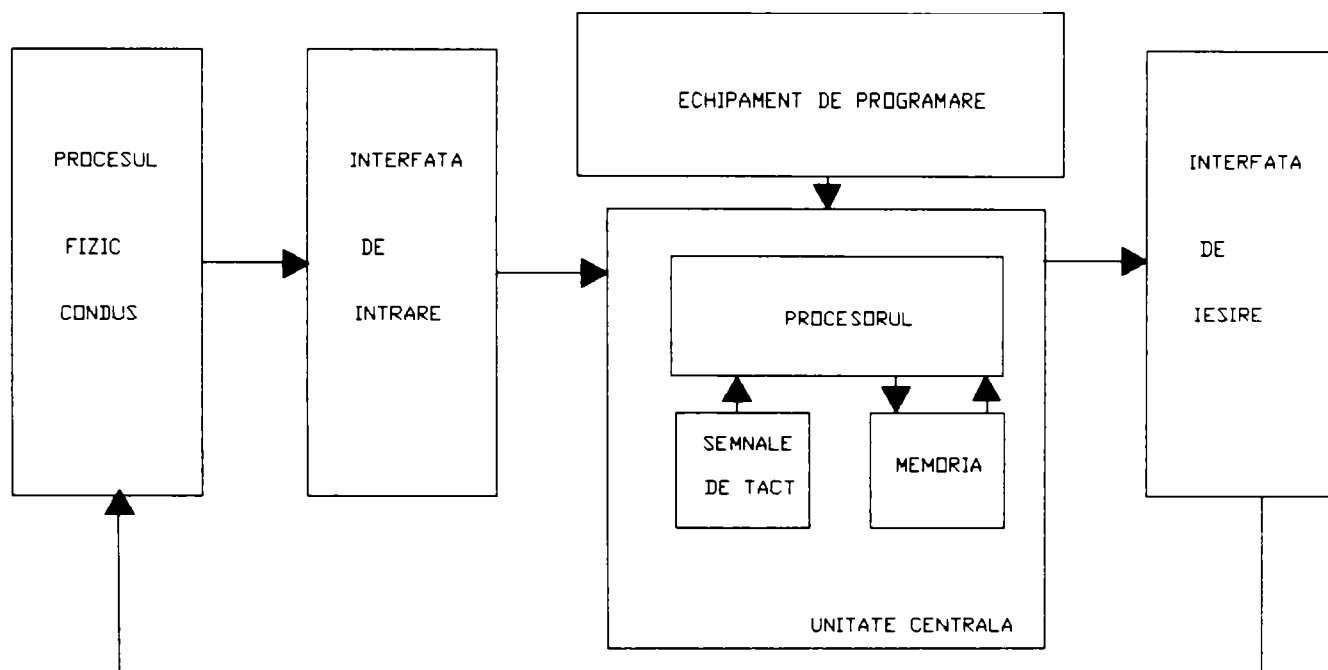 PROCESUL
FIZIC
CONDUS
INTERFATA
DE
INTRARE
ECHIPAMENT DE PROGRAMARE
PROCESORUL
SEMNALE
DE TACT
MEMORIA
UNITATE CENTRALA
INTERFATA
DE
IESIRE